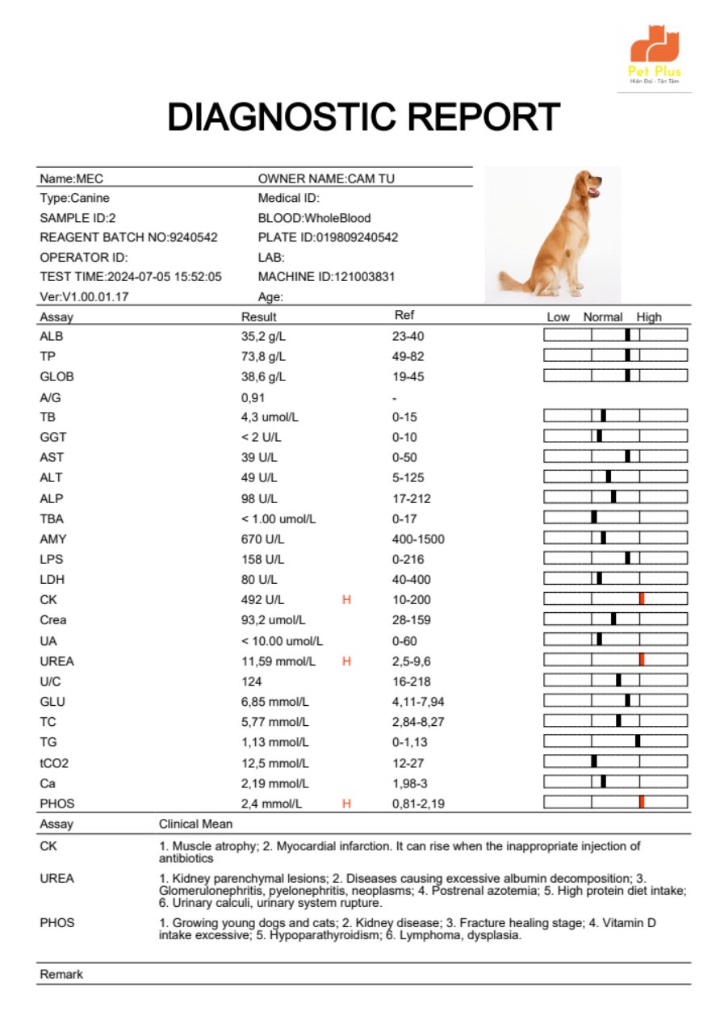 Pet Plus
Hiện Đại - Tận Tâm
DIAGNOSTIC REPORT
Name:MEC OWNER NAME:CAM TU
Type:Canine Medical ID:
SAMPLE ID:2 BLOOD:WholeBlood
REAGENT BATCH NO:9240542 PLATE ID:019809240542
OPERATOR ID: LAB:
TEST TIME:2024-07-05 15:52:05 MACHINE ID:121003831
Ver:V1.00.01.17 Age:
Assay Result Ref Low Normal High
ALB 35,2 g/L 23-40
TP 73,8 g/L 49-82
GLOB 38,6 g/L 19-45
A/G 0,91 -
TB 4,3 umol/L 0-15
GGT < 2 U/L 0-10
AST 39 U/L 0-50
ALT 49 U/L 5-125
ALP 98 U/L 17-212
TBA < 1.00 umol/L 0-17
AMY 670 U/L 400-1500
LPS 158 U/L 0-216
LDH 80 U/L 40-400
CK 492 U/L H 10-200
Crea 93,2 umol/L 28-159
UA < 10.00 umol/L 0-60
UREA 11,59 mmol/L H 2,5-9,6
U/C 124 16-218
GLU 6,85 mmol/L 4,11-7,94
TC 5,77 mmol/L 2,84-8,27
TG 1,13 mmol/L 0-1,13
tCO2 12,5 mmol/L 12-27
Ca 2,19 mmol/L 1,98-3
PHOS 2,4 mmol/L H 0,81-2,19
Assay Clinical Mean
CK 1. Muscle atrophy; 2. Myocardial infarction. It can rise when the inappropriate injection of
antibiotics
UREA 1. Kidney parenchymal lesions; 2. Diseases causing excessive albumin decomposition; 3.
Glomerulonephritis, pyelonephritis, neoplasms; 4. Postrenal azotemia; 5. High protein diet intake;
6. Urinary calculi, urinary system rupture.
PHOS 1. Growing young dogs and cats; 2. Kidney disease; 3. Fracture healing stage; 4. Vitamin D
intake excessive; 5. Hypoparathyroidism; 6. Lymphoma, dysplasia.
Remark